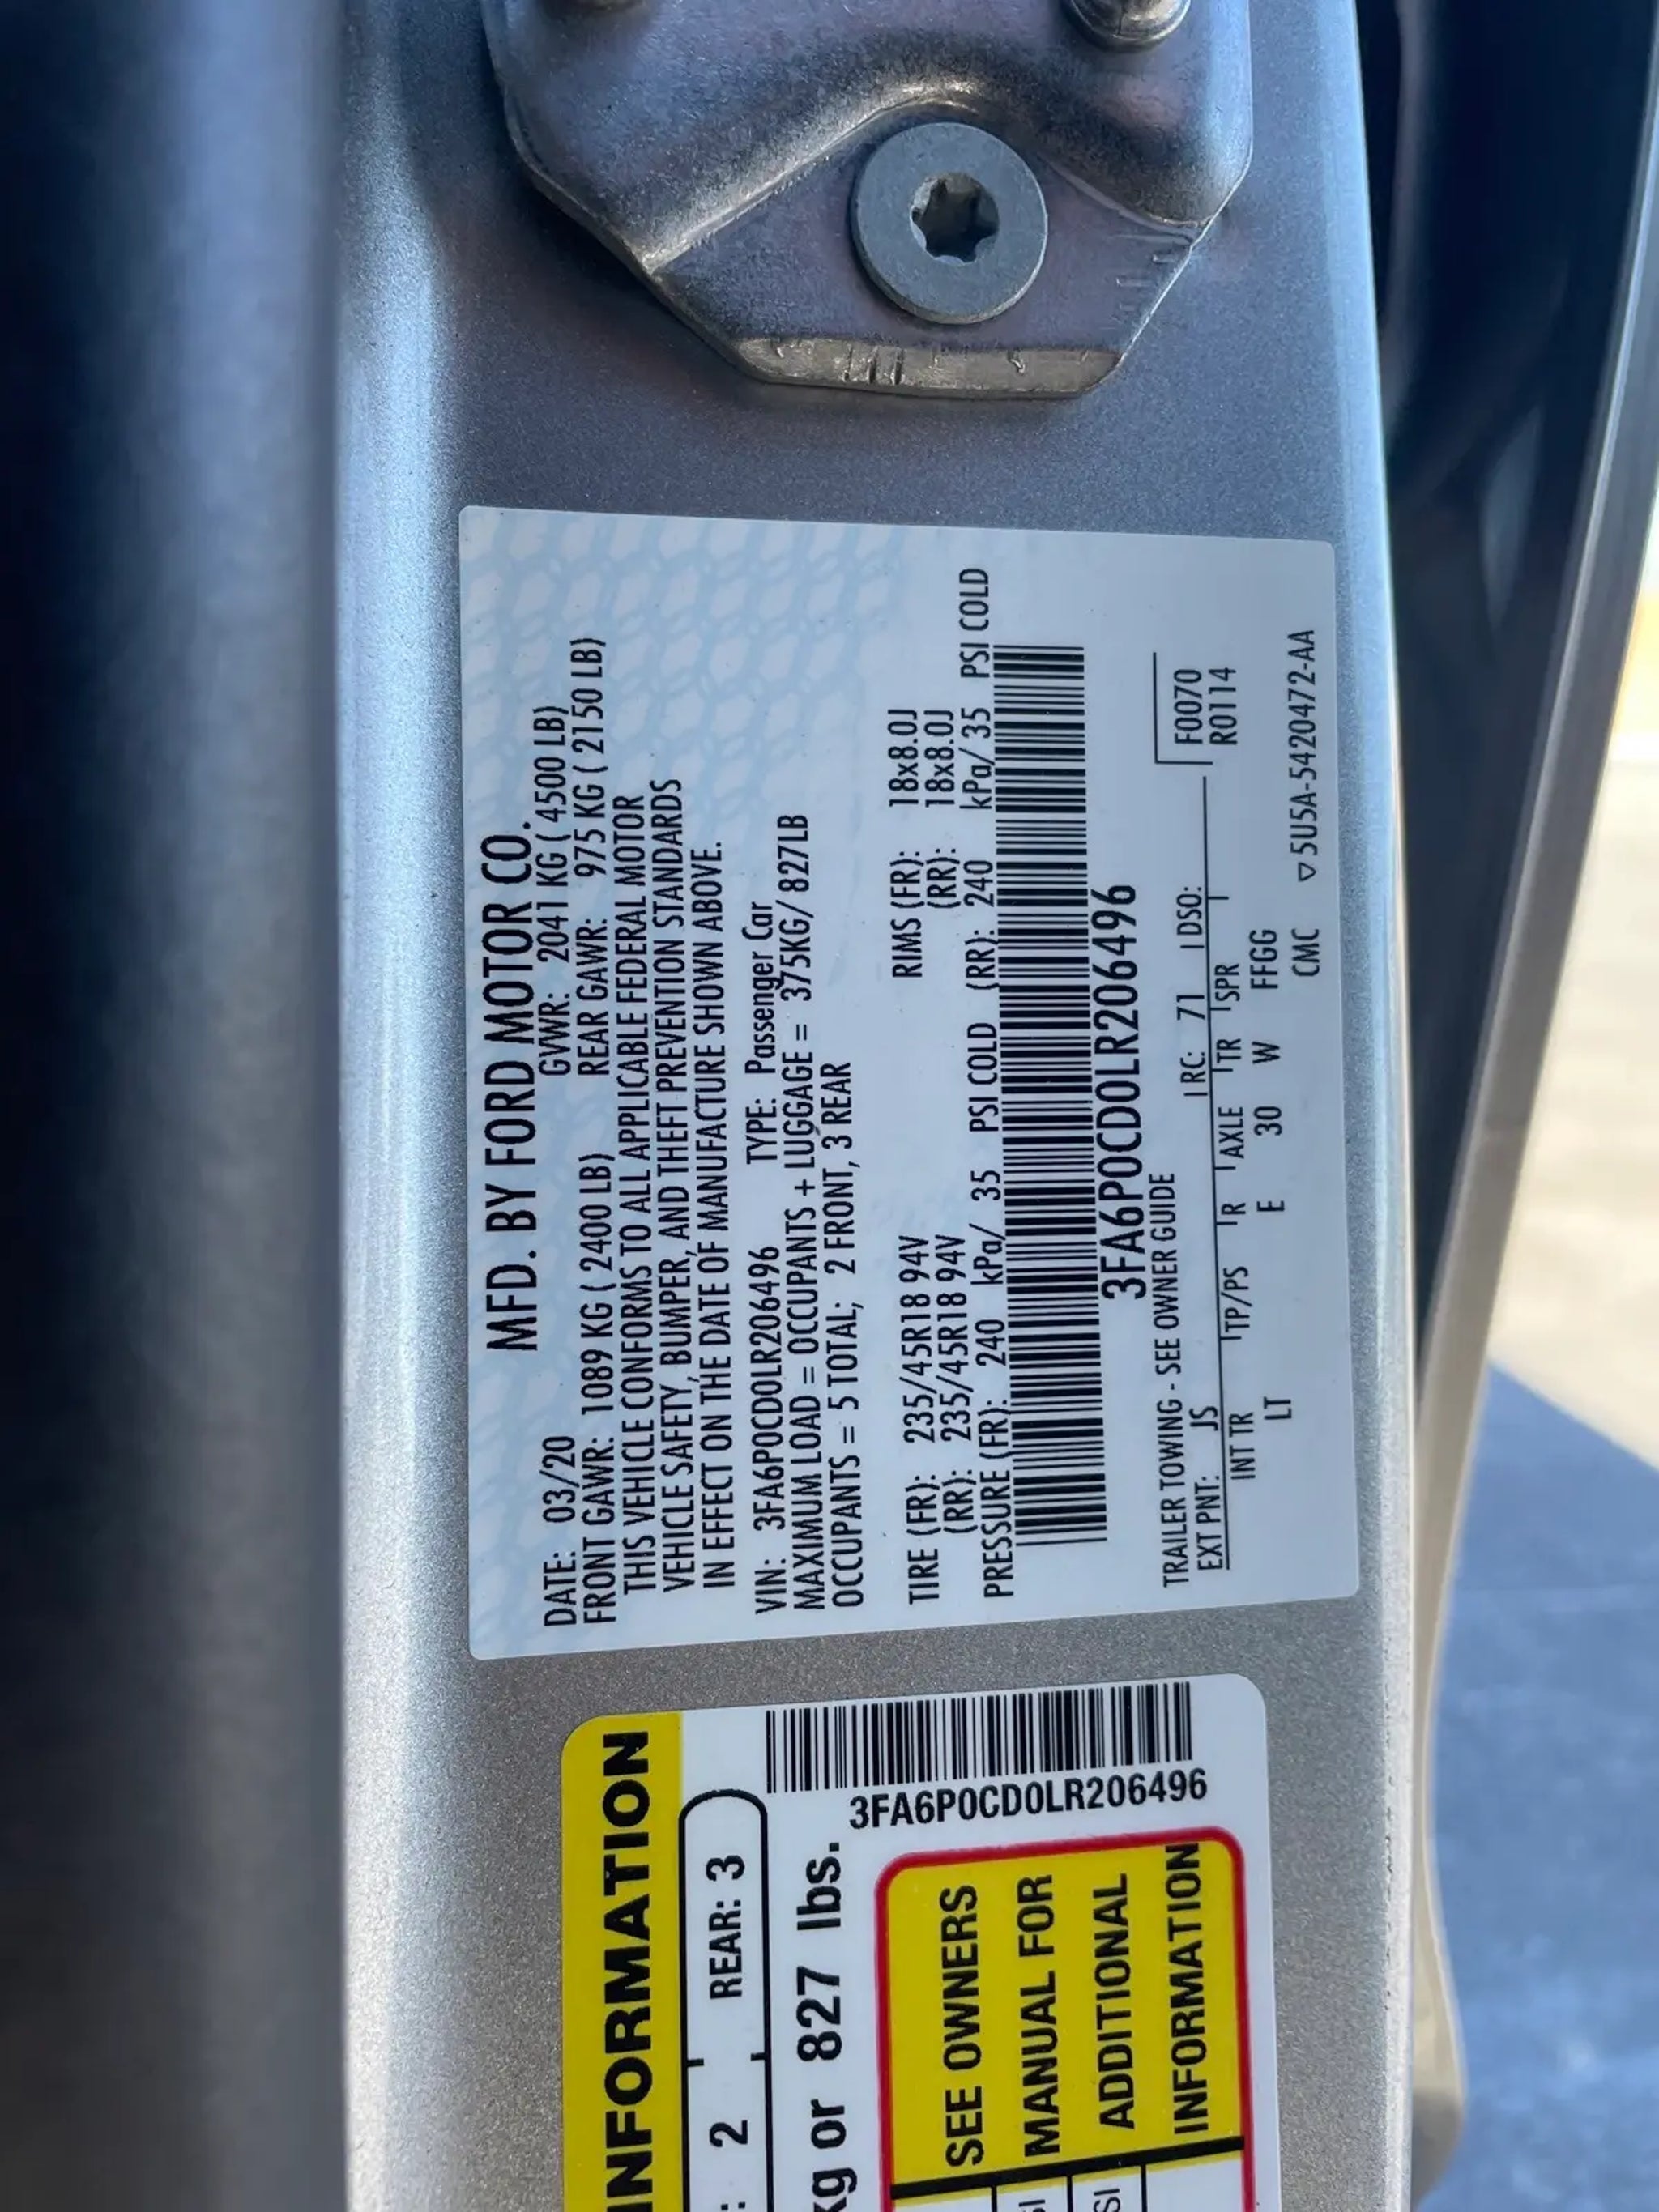 MFD. BY FORD MOTOR CO.
DATE: 03/20 GVWR: 2041 KG ( 4500 LB)
FRONT GAWR: 1089 KG ( 2400 LB) REAR GAWR: 975 KG ( 2150 LB)
THIS VEHICLE CONFORMS TO ALL APPLICABLE FEDERAL MOTOR
VEHICLE SAFETY, BUMPER, AND THEFT PREVENTION STANDARDS
IN EFFECT ON THE DATE OF MANUFACTURE SHOWN ABOVE.
VIN: 3FA6P0CD0LR206496 TYPE: Passenger Car
MAXIMUM LOAD = OCCUPANTS + LUGGAGE = 375KG/ 827LB
OCCUPANTS = 5 TOTAL; 2 FRONT, 3 REAR
TIRE (FR): 235/45R18 94V RIMS (FR): 18x8.0J
(RR): 235/45R18 94V (RR): 18x8.0J
PRESSURE (FR): 240 kPa/ 35 PSI COLD (RR): 240 kPa/ 35 PSI COLD
3FA6P0CD0LR206496
TRAILER TOWING - SEE OWNER GUIDE
EXT PNT: JS RC: 71 DSO:
F0070
R0114
INT TR TP/PS R AXLE TR SPR
LT E 30 W FFGG
CMC ▽5U5A-5420472-AA
INFORMATION
: 2 REAR: 3
kg or 827 lbs.
3FA6P0CD0LR206496
SEE OWNERS
MANUAL FOR
ADDITIONAL
INFORMATION